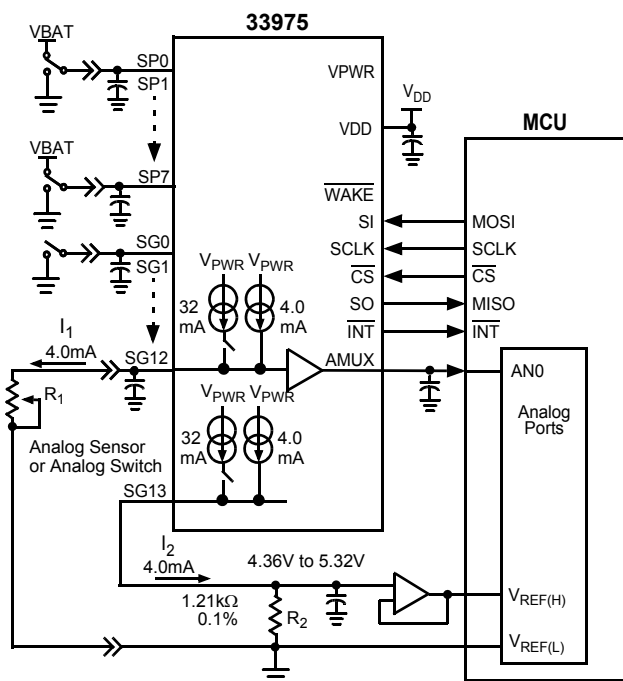 33975
VBAT
SP0
SP1
VPWR
VDD
VDD
MCU
VBAT
SP7
WAKE
SI
MOSI
SG0
SCLK
SCLK
SG1
CS
CS
VPWR VPWR
SO
MISO
32 mA
4.0 mA
INT
INT
I1
4.0mA
SG12
AMUX
AN0
R1
VPWR VPWR
Analog
Ports
Analog Sensor
or Analog Switch
32 mA
4.0 mA
SG13
I2
4.0mA
4.36V to 5.32V
1.21kΩ
0.1%
R2
VREF(H)
VREF(L)